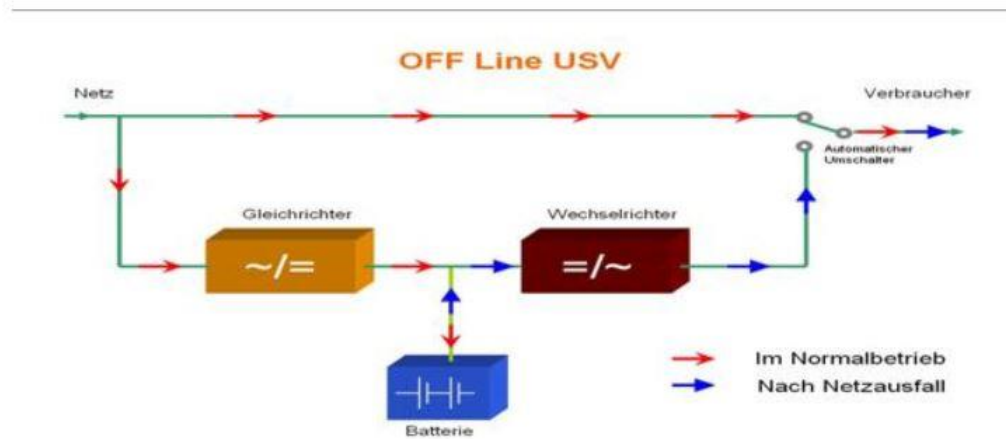 OFF Line USV
Netz
Verbraucher
Automatischer
Umschalter
Gleichrichter
Wechselrichter
~/=
=/~
Im Normalbetrieb
Nach Netzausfall
Batterie